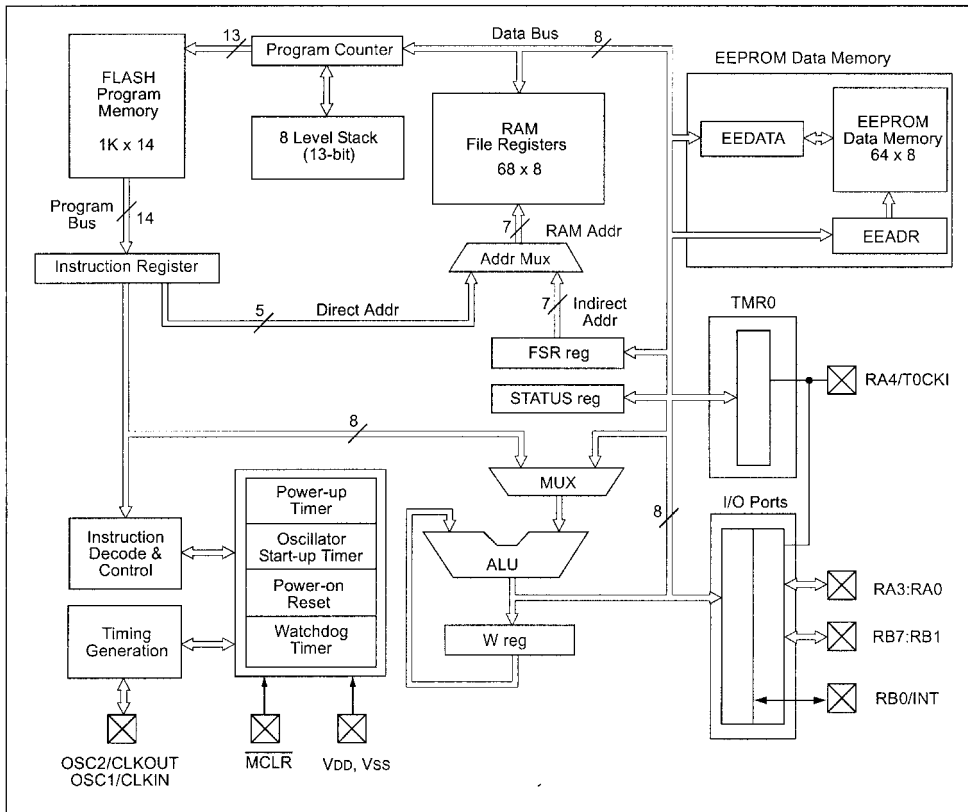 Data Bus
8
13
Program Counter
EEPROM Data Memory
FLASH
Program
Memory
1K x 14
8 Level Stack
(13-bit)
RAM
File Registers
68 x 8
EEDATA
EEPROM
Data Memory
64 x 8
EEADR
Program
Bus
14
7
RAM Addr
Addr Mux
Instruction Register
5
Direct Addr
7
Indirect
Addr
TMR0
FSR reg
RA4/T0CKI
STATUS reg
8
MUX
I/O Ports
Power-up
Timer
8
Instruction
Decode &
Control
Oscillator
Start-up Timer
ALU
Power-on
Reset
RA3:RA0
Timing
Generation
Watchdog
Timer
W reg
RB7:RB1
RB0/INT
OSC2/CLKOUT
OSC1/CLKIN
MCLR
VDD, VSS